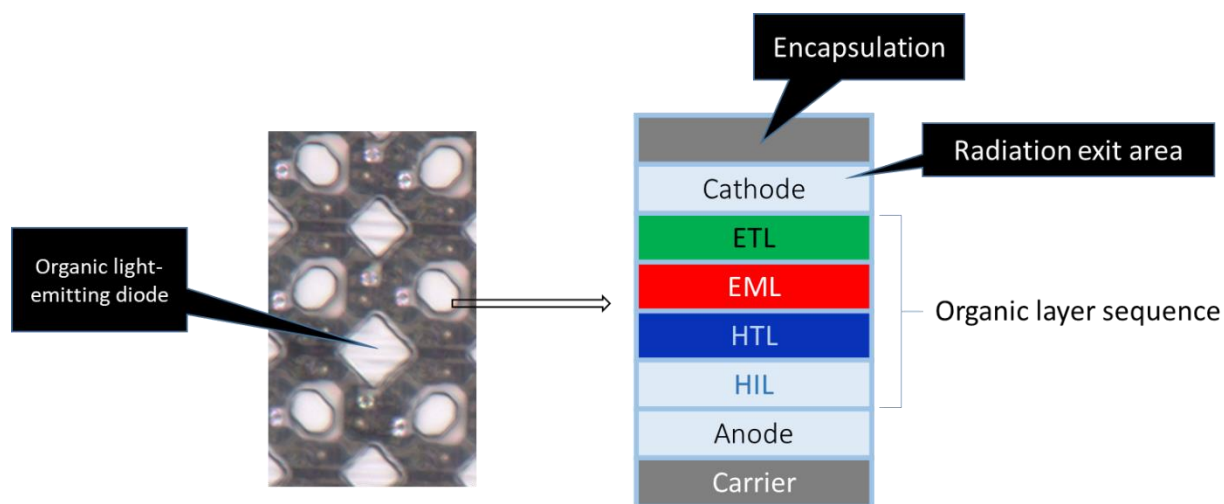 Encapsulation
Radiation exit area
Cathode
ETL
Organic light-
emitting diode
EML
Organic layer sequence
HTL
HIL
Anode
Carrier